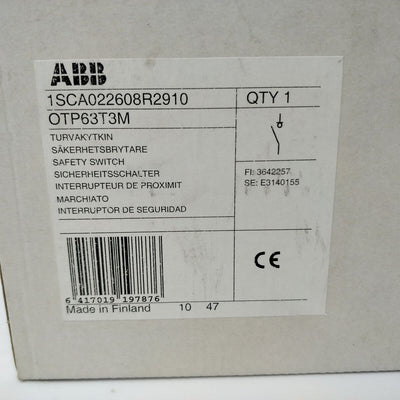 ABB
1SCA022608R2910
QTY 1
OTP63T3M
TURVAKYTKIN
SÄKERHETSBRYTARE
SAFETY SWITCH
SICHERHEITSSCHALTER
INTERRUPTEUR DE PROXIMIT
MARCHIATO
INTERRUPTOR DE SEGURIDAD
FI: 3642257
SE: E3140155
CE
6 417019 197876
Made in Finland 10 47